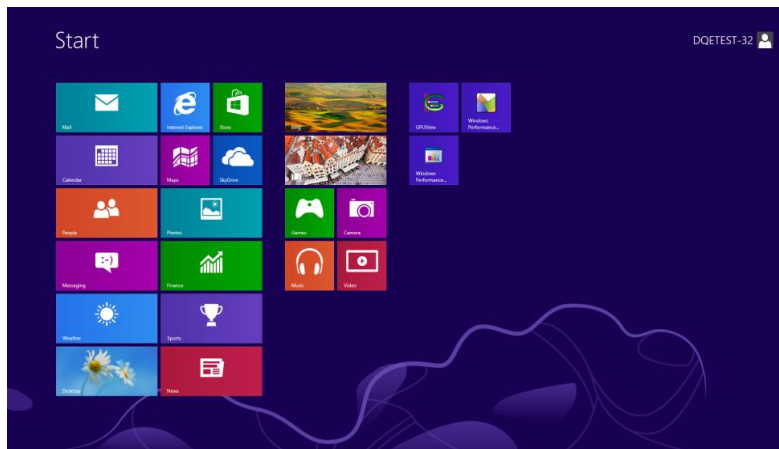 Start
DQETEST-32
Mail
Internet Explorer
Store
Bing
GPUView
Windows
Performance...
Calendar
Maps
SkyDrive
Windows
Performance...
People
Photos
Games
Camera
Messaging
:-)
Finance
Music
Video
Weather
Sports
Desktop
News